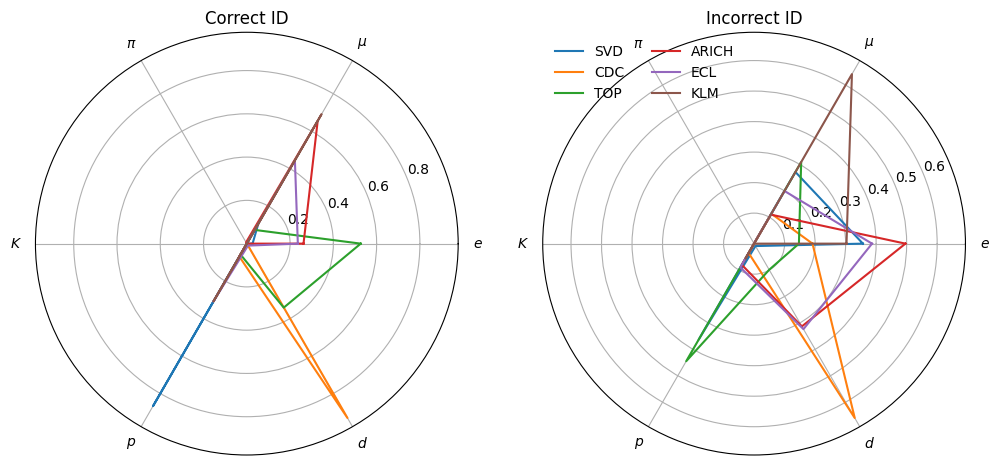 Correct ID
Incorrect ID
π
μ
K
e
p
d
0.2
0.4
0.6
0.8
π
μ
K
e
p
d
0.1
0.2
0.3
0.4
0.5
0.6
SVD
CDC
TOP
ARICH
ECL
KLM